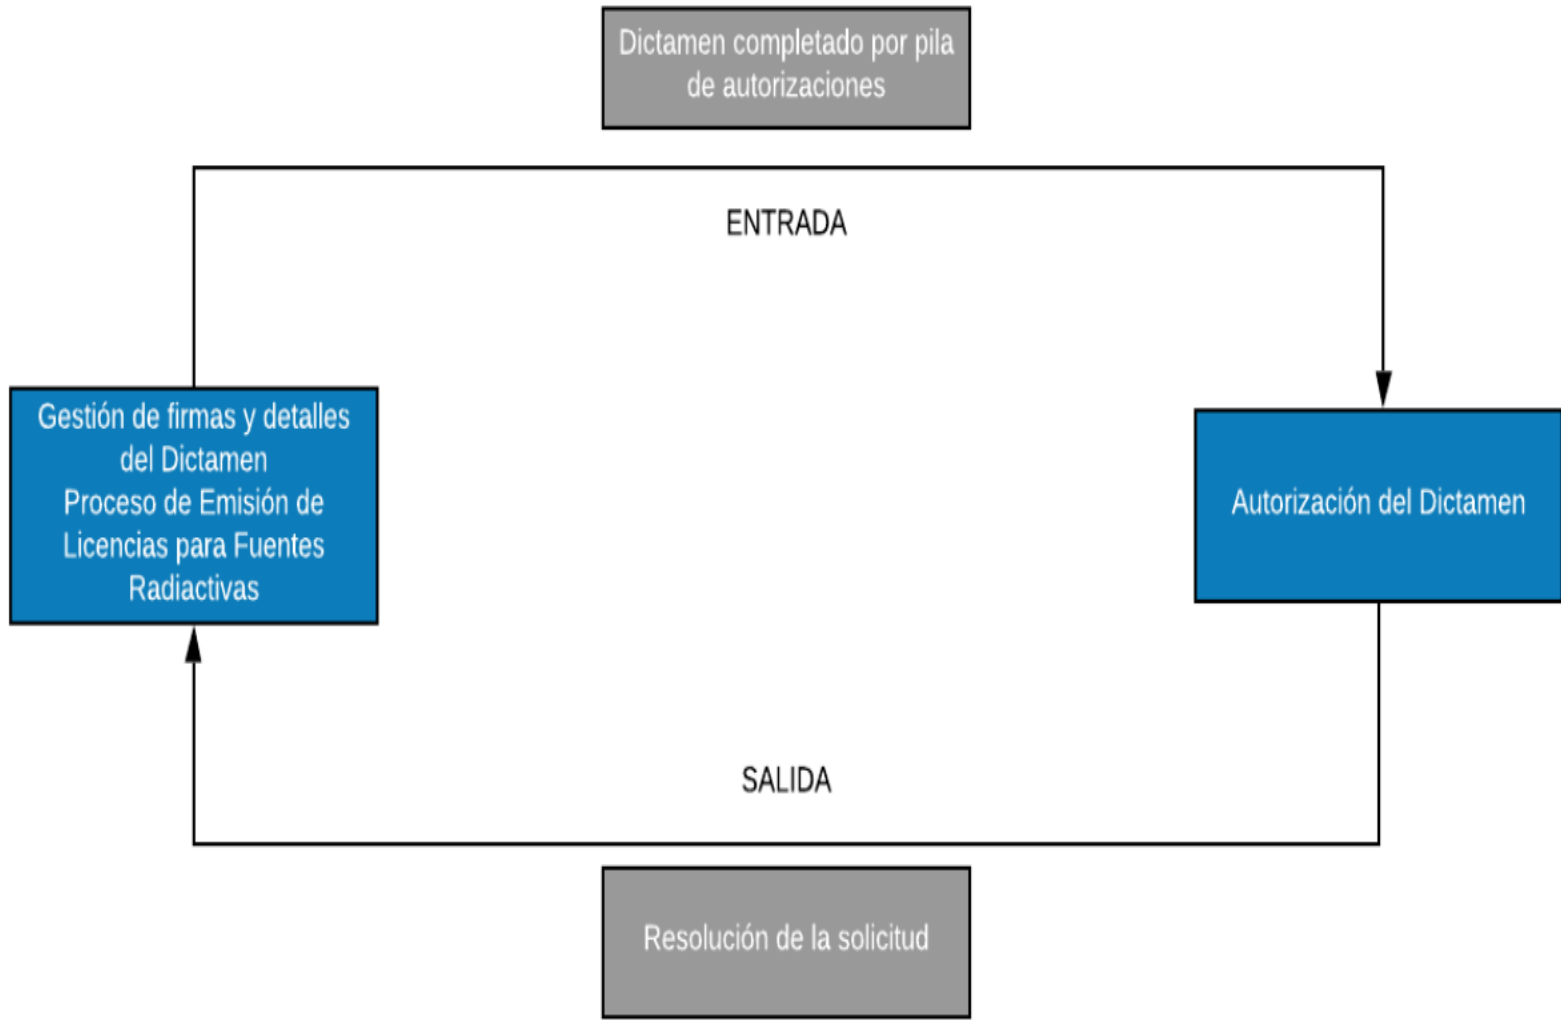 Dictamen completado por pila
de autorizaciones
ENTRADA
Gestión de firmas y detalles
del Dictamen
Proceso de Emisión de
Licencias para Fuentes
Radiactivas
Autorización del Dictamen
SALIDA
Resolución de la solicitud